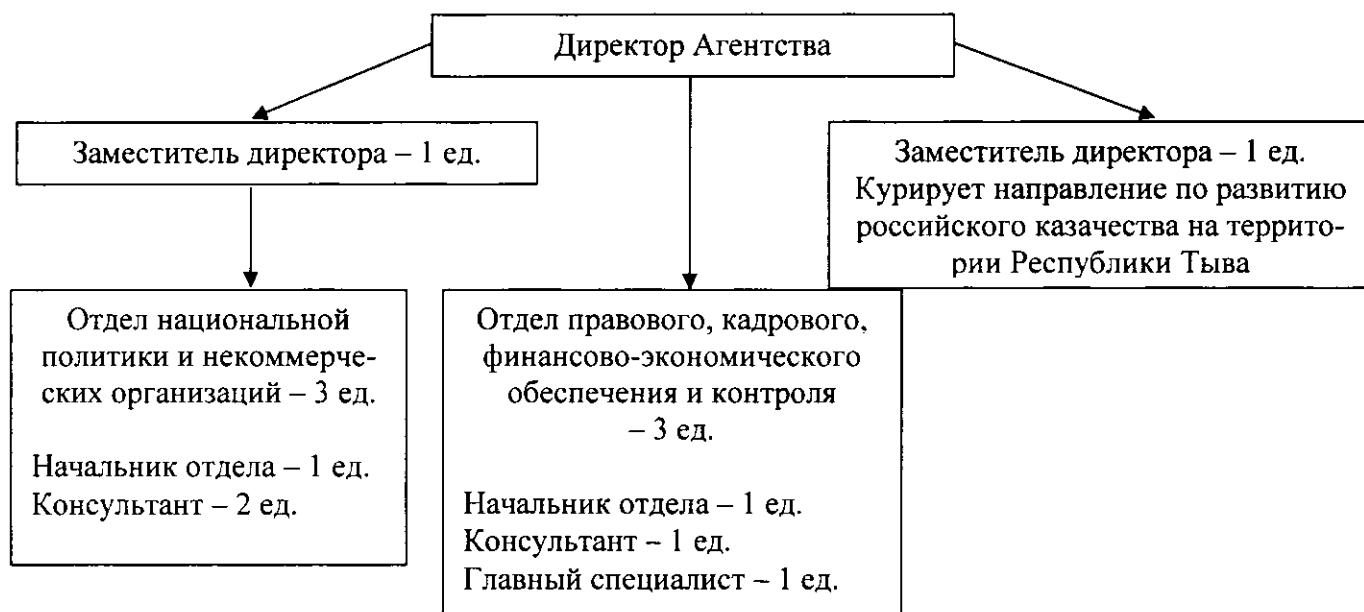 Директор Агентства
Заместитель директора – 1 ед.
Заместитель директора – 1 ед.
Курирует направление по развитию
российского казачества на террито-
рии Республики Тыва
Отдел национальной
политики и некоммерче-
ских организаций – 3 ед.
Начальник отдела – 1 ед.
Консультант – 2 ед.
Отдел правового, кадрового,
финансово-экономического
обеспечения и контроля
– 3 ед.
Начальник отдела – 1 ед.
Консультант – 1 ед.
Главный специалист – 1 ед.